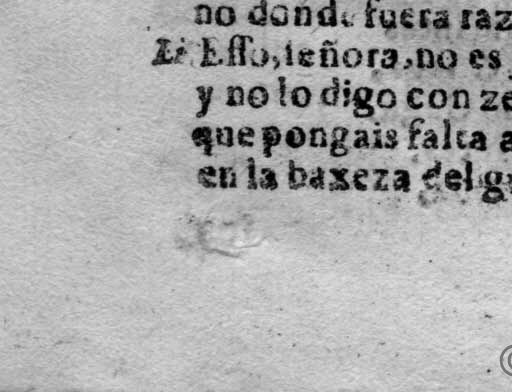 no donde fuera raz
Li Esso, señora, no es
y no lo digo con ze
que pongais falta a
en la baxeza del gu
©